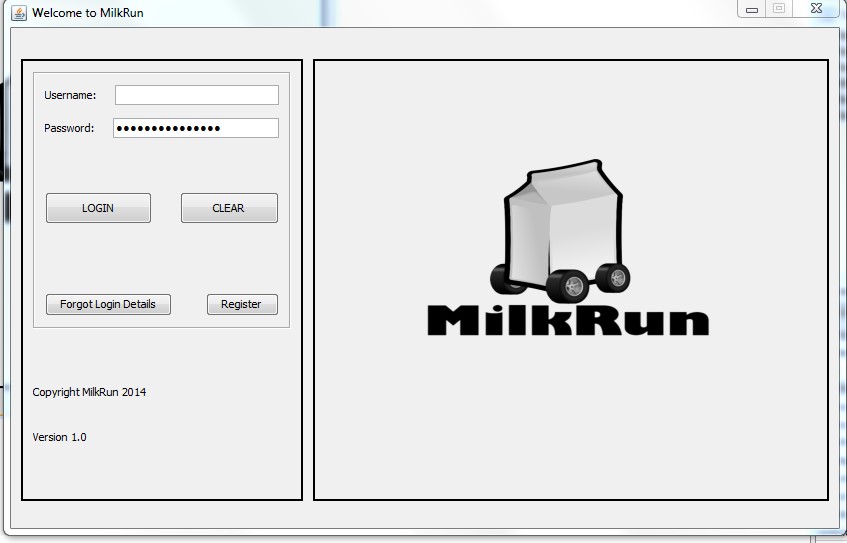 Welcome to MilkRun
Username:
Password: •••••••••••••••
LOGIN CLEAR
Forgot Login Details Register
Copyright MilkRun 2014
Version 1.0
MilkRun